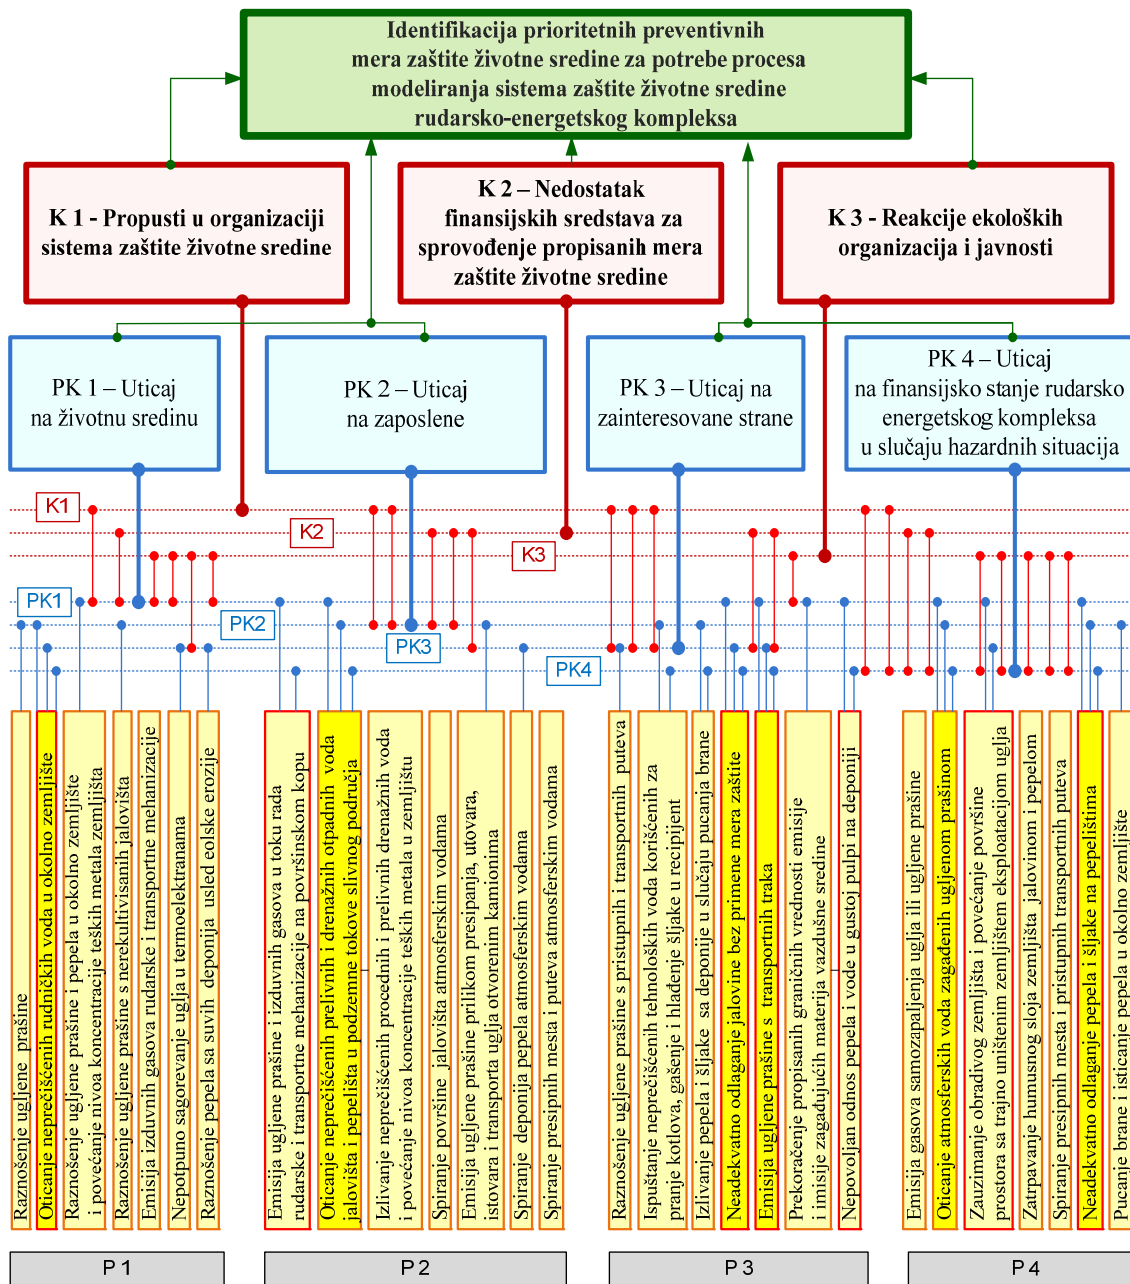 Identifikacija prioritetnih preventivnih
mera zaštite životne sredine za potrebe procesa
modeliranja sistema zaštite životne sredine
rudarsko-energetskog kompleksa
K 1 - Propusti u organizaciji
sistema zaštite životne sredine
K 2 – Nedostatak
finansijskih sredstava za
sprovođenje propisanih mera
zaštite životne sredine
K 3 - Reakcije ekoloških
organizacija i javnosti
PK 1 – Uticaj
na životnu sredinu
PK 2 – Uticaj
na zaposlene
PK 3 – Uticaj na
zainteresovane strane
PK 4 – Uticaj
na finansijsko stanje rudarsko
energetskog kompleksa
u slučaju hazardnih situacija
K1
K2
K3
PK1
PK2
PK3
PK4
Raznošenje ugljene prašine
Oticanje neprečišćenih rudničkih voda u okolno zemljište
Raznošenje ugljene prašine i pepela u okolno zemljište
i povećanje nivoa koncentracije teških metala zemljišta
Raznošenje ugljene prašine s nerekultivisanih jalovišta
Emisija izduvnih gasova rudarske i transportne mehanizacije
Nepotpuno sagorevanje uglja u termoelektranama
Raznošenje pepela sa suvih deponija usled eolske erozije
Emisija ugljene prašine i izduvnih gasova u toku rada
rudarske i transportne mehanizacije na površinskom kopu
Oticanje neprečišćenih prelivnih i drenažnih otpadnih voda
jalovišta i pepelišta u podzemne tokove slivnog područja
Izlivanje neprečišćenih procednih i prelivnih drenažnih voda
i povećanje nivoa koncentracije teških metala u zemljištu
Spiranje površine jalovišta atmosferskim vodama
Emisija ugljene prašine prilikom presipanja, utovara,
istovara i transporta uglja otvorenim kamionima
Spiranje deponija pepela atmosferskim vodama
Spiranje presipnih mesta i puteva atmosferskim vodama
Raznošenje ugljene prašine s pristupnih i transportnih puteva
Ispuštanje neprečišćenih tehnoloških voda korišćenih za
pranje kotlova, gašenje i hlađenje šljake u recipijent
Izlivanje pepela i šljake sa deponije u slučaju pucanja brane
Neadekvatno odlaganje jalovine bez primene mera zaštite
Emisija ugljene prašine s transportnih traka
Prekoračenje propisanih graničnih vrednosti emisije
i imisije zagađujućih materija vazdušne sredine
Nepovoljan odnos pepela i vode u gustoj pulpi na deponiji
Emisija gasova samozapaljenja uglja ili ugljene prašine
Oticanje atmosferskih voda zagađenih ugljenom prašinom
Zauzimanje obradivog zemljišta i povećanje površine
prostora sa trajno uništenim zemljištem eksploatacijom uglja
Zatrpavanje humusnog sloja zemljišta jalovinom i pepelom
Spiranje presipnih mesta i pristupnih transportnih puteva
Neadekvatno odlaganje pepela i šljake na pepelištima
Pucanje brane i isticanje pepela u okolno zemljište
P 1
P 2
P 3
P 4